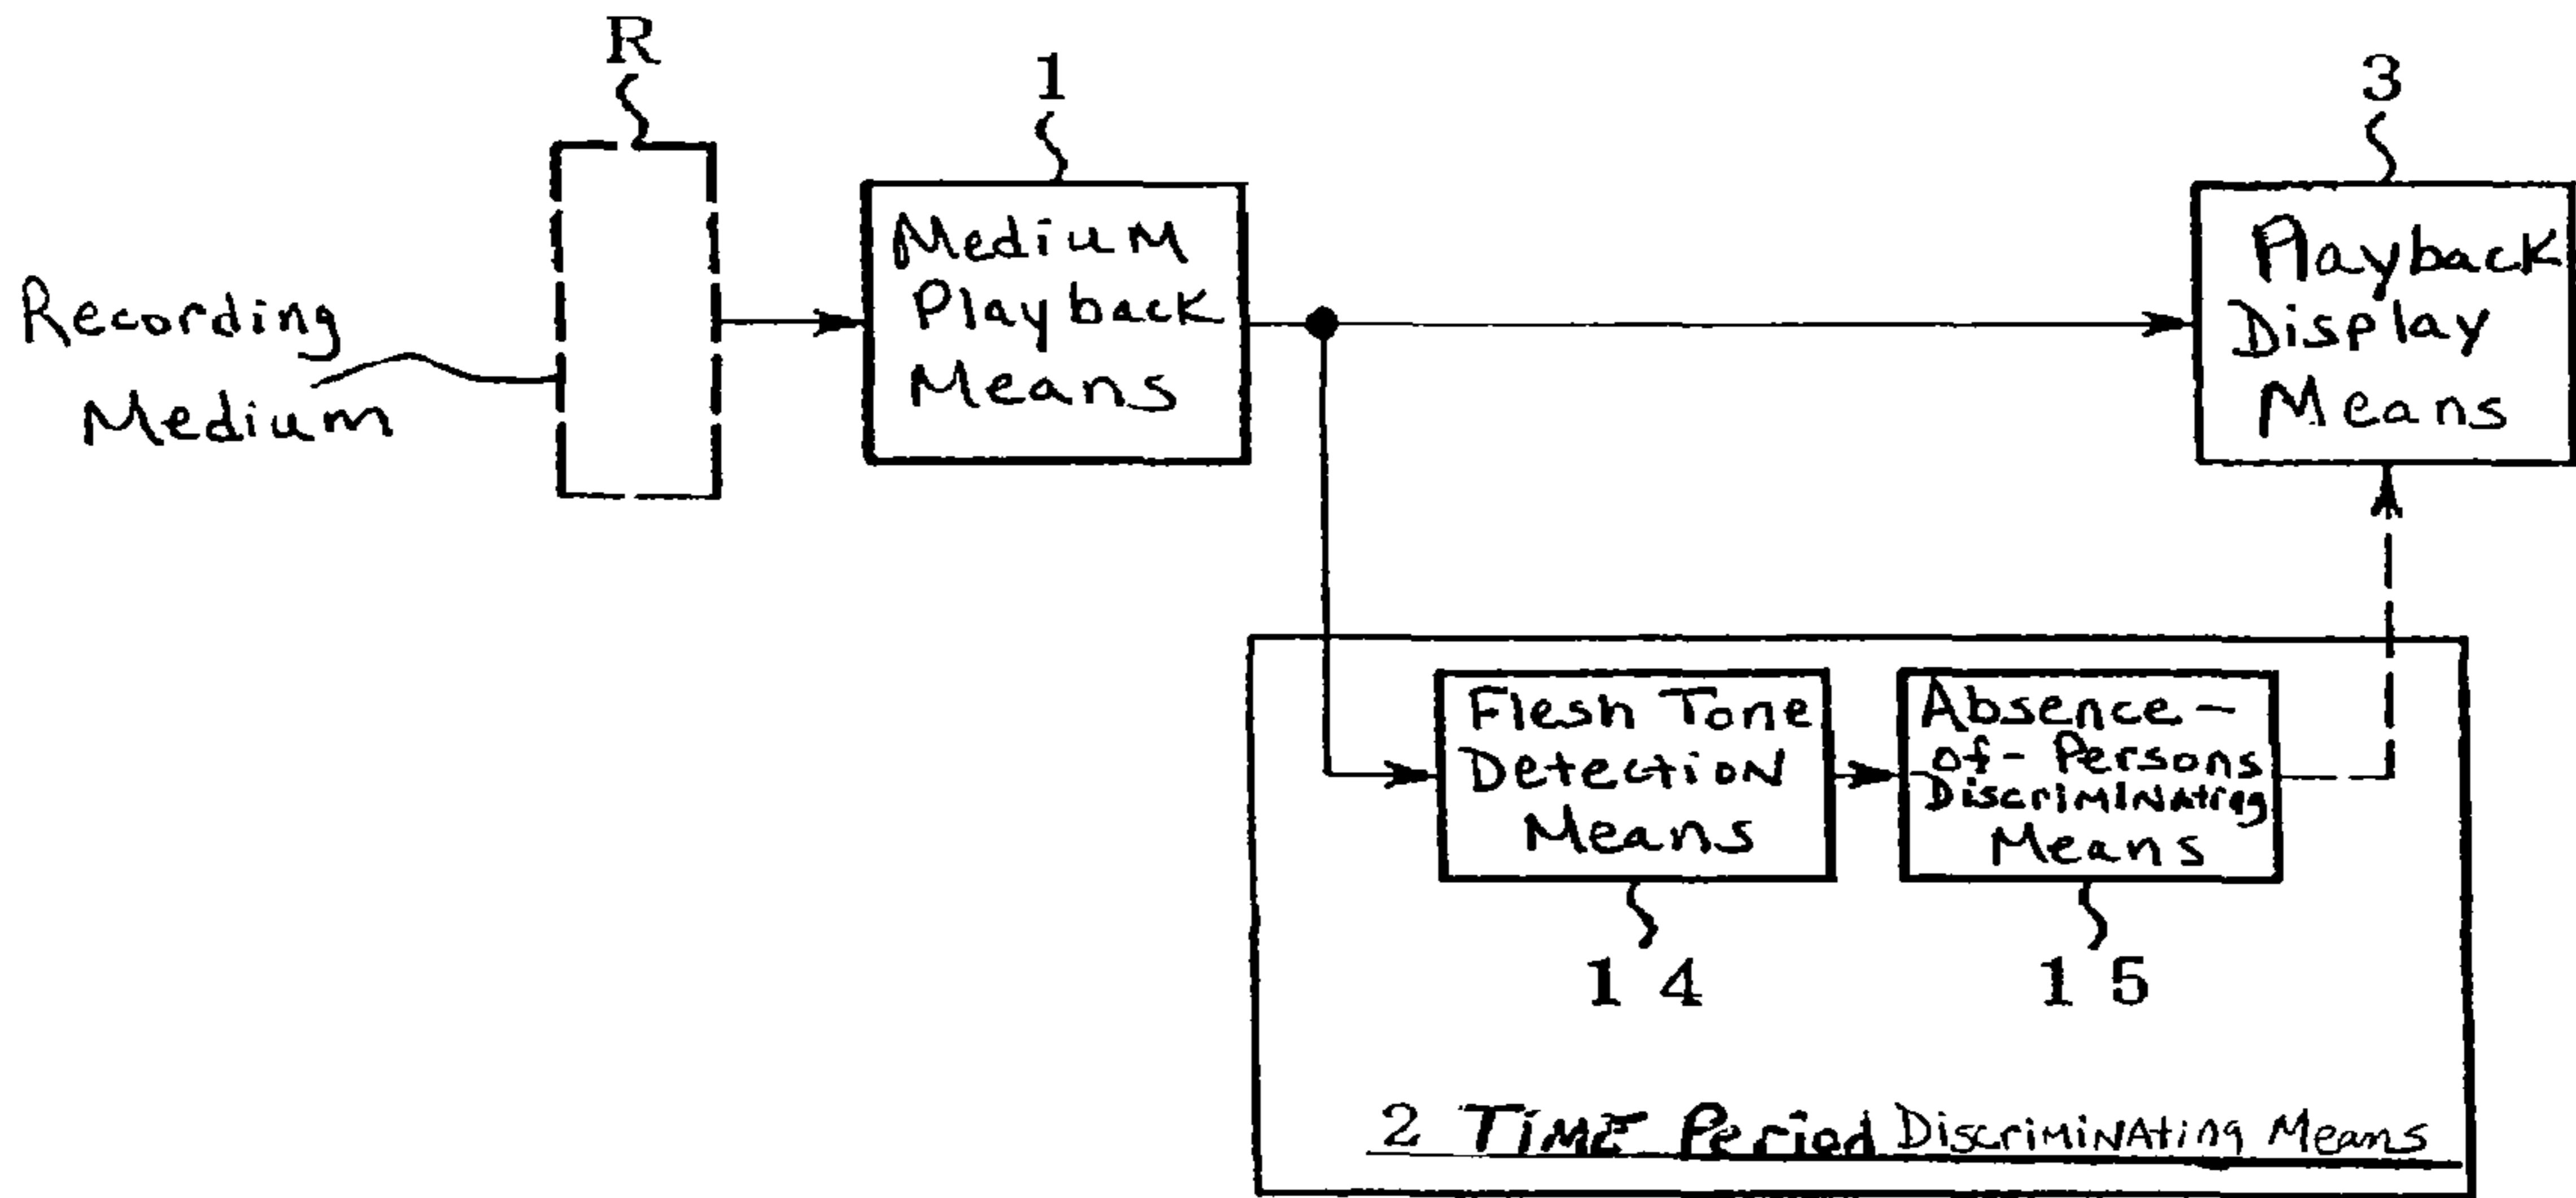 R
1
3
Recording
Medium
Medium
Playback
Means
Playback
Display
Means
Flesh Tone
Detection
Means
Absence-
of-Persons
Discriminating
Means
14
15
2 Time Period Discriminating Means